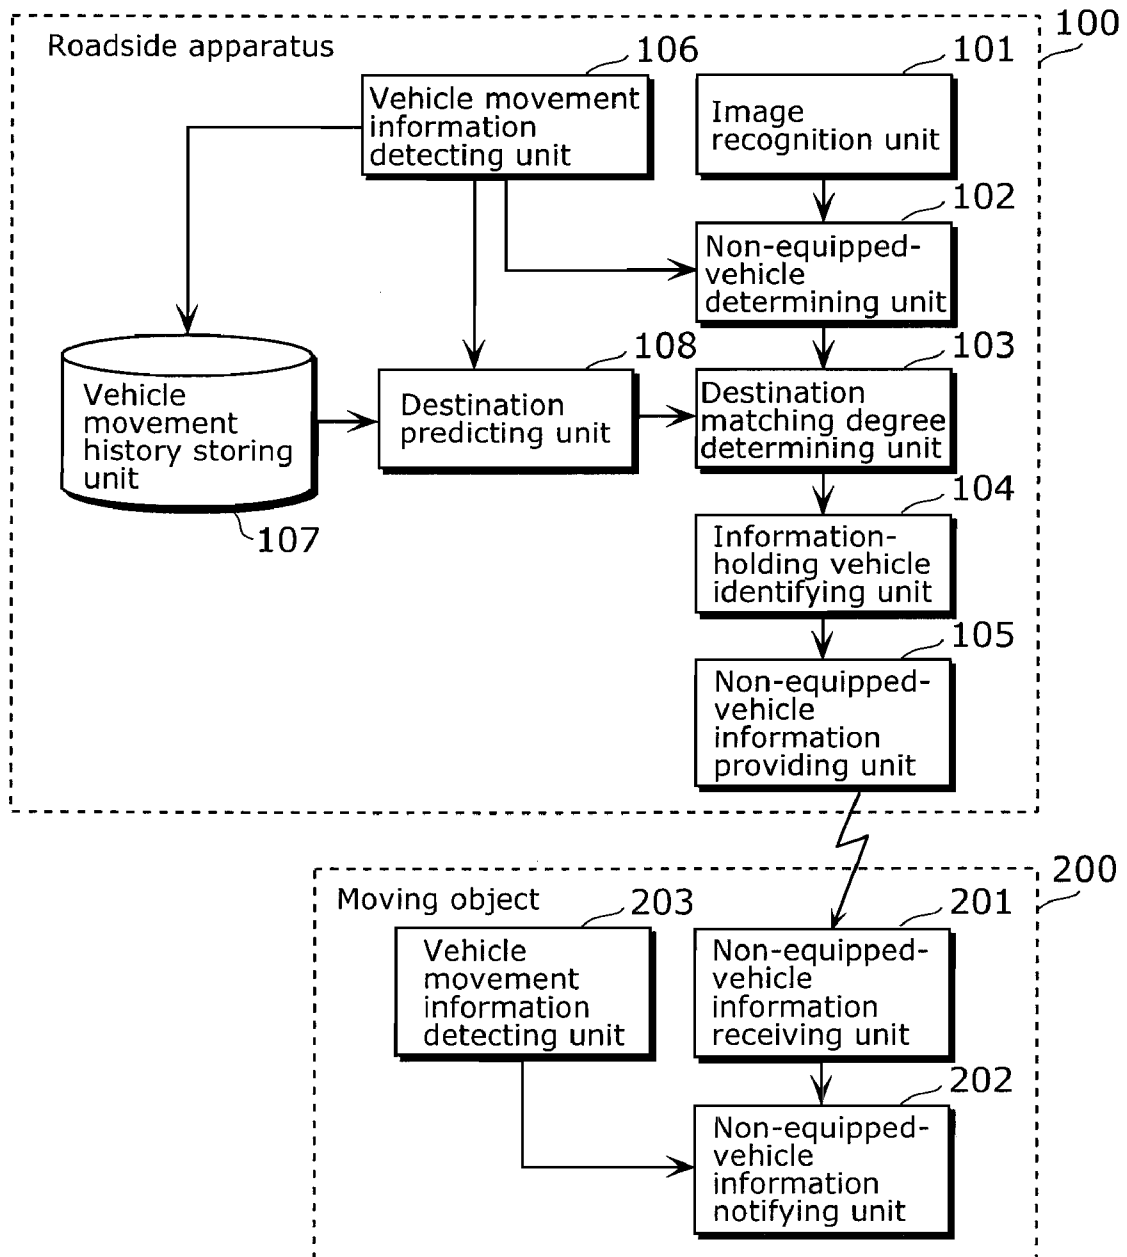 100
Roadside apparatus
106
Vehicle movement
information
detecting unit
101
Image
recognition unit
102
Non-equipped-
vehicle
determining unit
108
Destination
predicting unit
103
Destination
matching degree
determining unit
Vehicle
movement
history storing
unit
107
104
Information-
holding vehicle
identifying unit
105
Non-equipped-
vehicle
information
providing unit
200
Moving object
203
Vehicle
movement
information
detecting unit
201
Non-equipped-
vehicle
information
receiving unit
202
Non-equipped-
vehicle
information
notifying unit